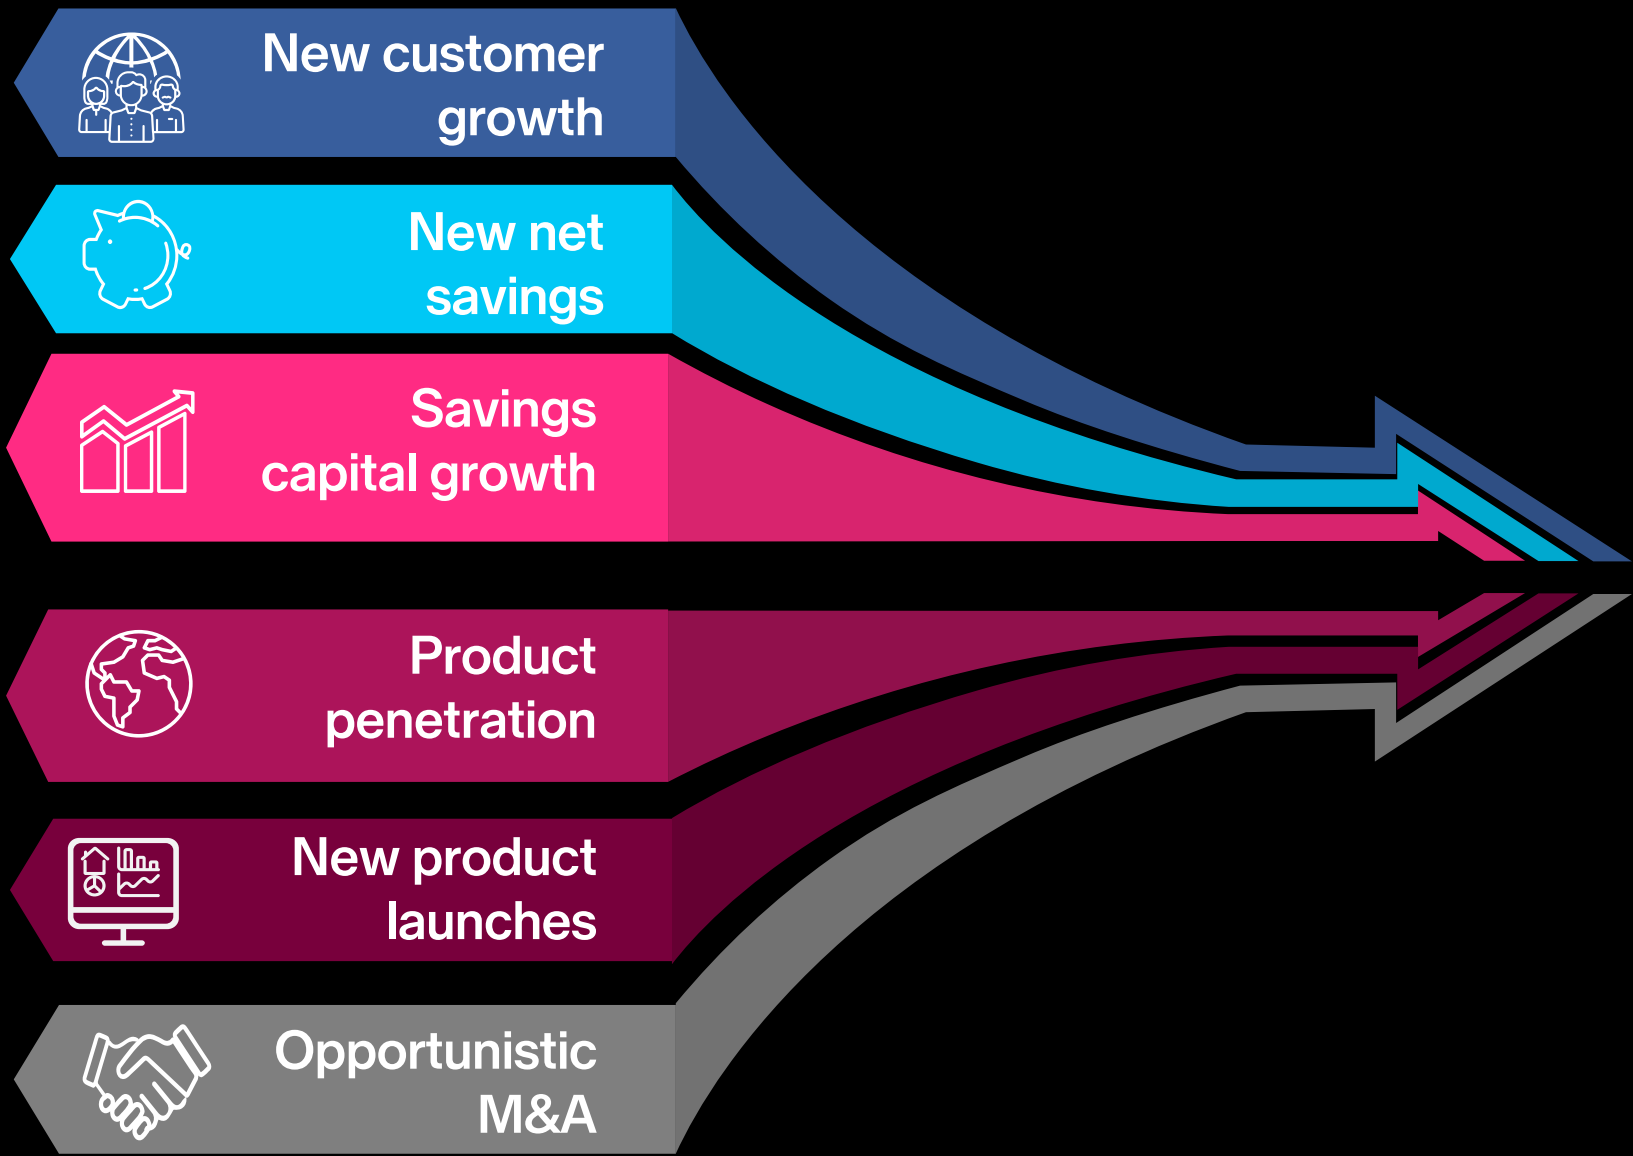 New customer
growth
New net
savings
Savings
capital growth
Product
penetration
New product
launches
Opportunistic
M&A